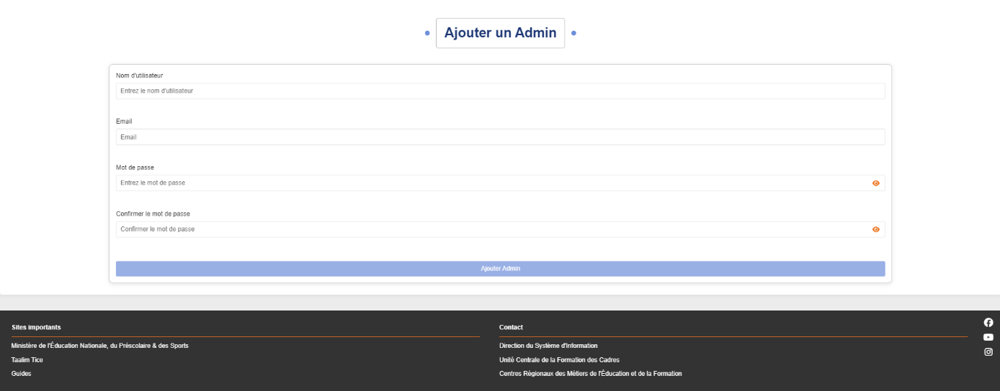 Ajouter un Admin
Nom d'utilisateur
Entrez le nom d'utilisateur
Email
Email
Mot de passe
Entrez le mot de passe
Confirmer le mot de passe
Confirmer le mot de passe
Ajouter Admin
Sites importants
Ministère de l'Éducation Nationale, du Préscolaire & des Sports
Taalim Tice
Guides
Contact
Direction du Système d'Information
Unité Centrale de la Formation des Cadres
Centres Régionaux des Métiers de l'Éducation et de la Formation